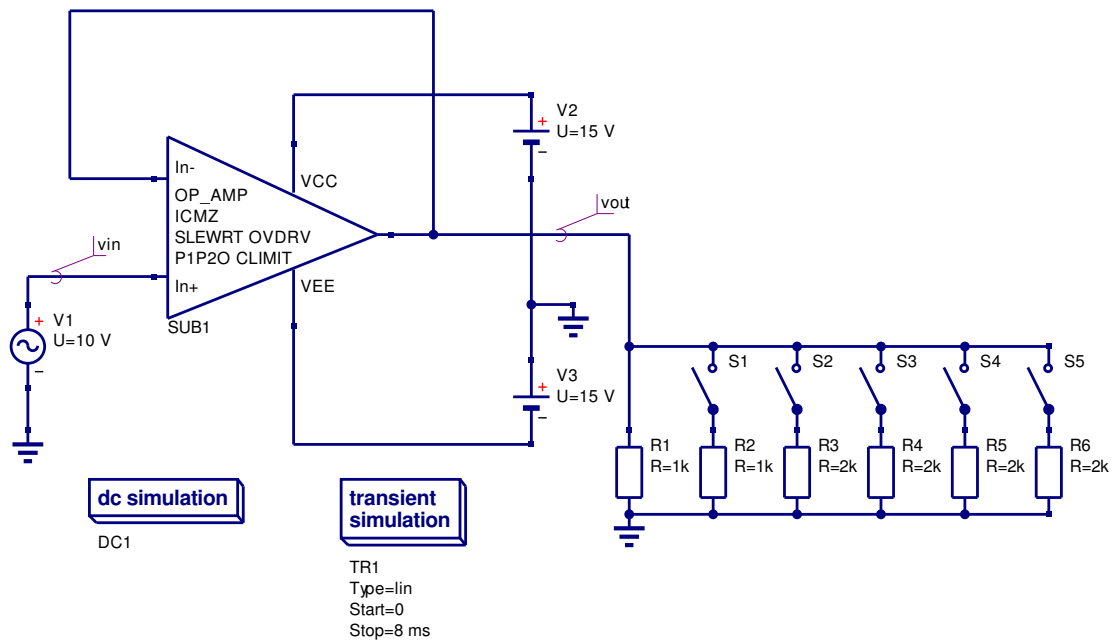 V2
U=15 V
In-
VCC
OP_AMP
ICMZ
SLEWRT OVDRV
P1P2O CLIMIT
In+
VEE
SUB1
vin
vout
V1
U=10 V
V3
U=15 V
S1
S2
S3
S4
S5
R1
R=1k
R2
R=1k
R3
R=2k
R4
R=2k
R5
R=2k
R6
R=2k
dc simulation
DC1
transient
simulation
TR1
Type=lin
Start=0
Stop=8 ms